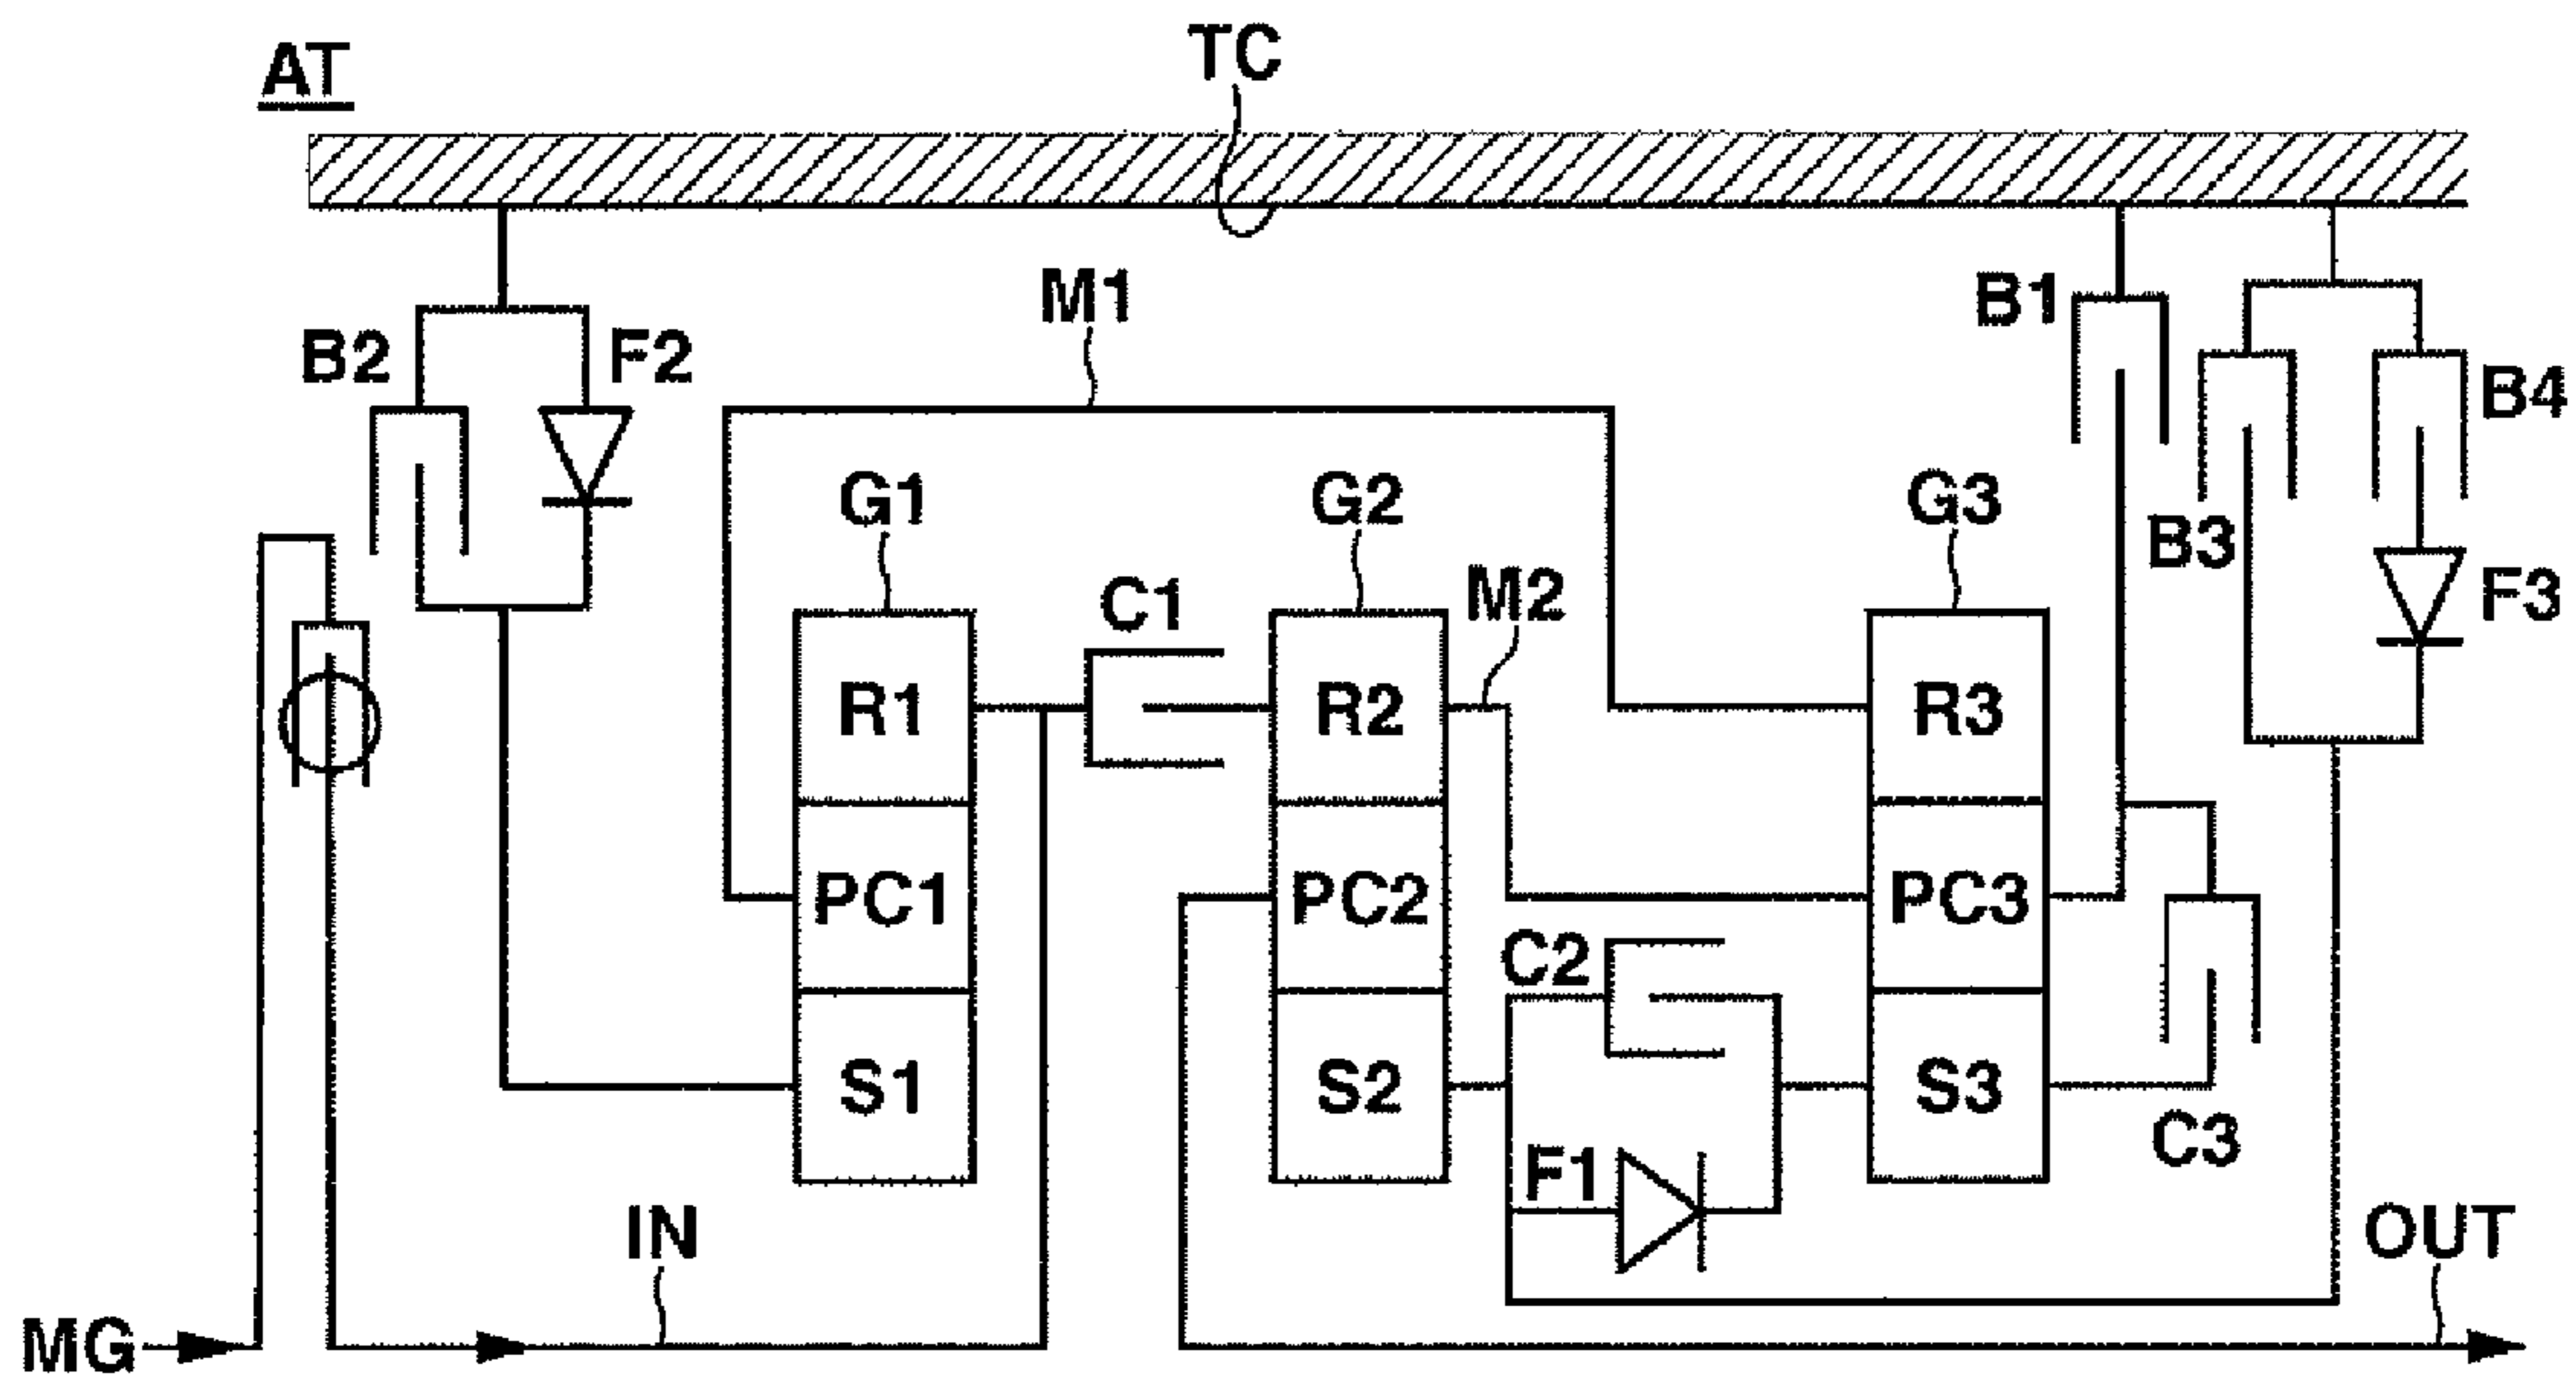 AT
TC
M1
B1
B2
F2
B4
G1
G2
G3
B3
M2
C1
F3
R1
R2
R3
PC1
PC2
PC3
C2
S1
S2
S3
C3
F1
IN
OUT
MG